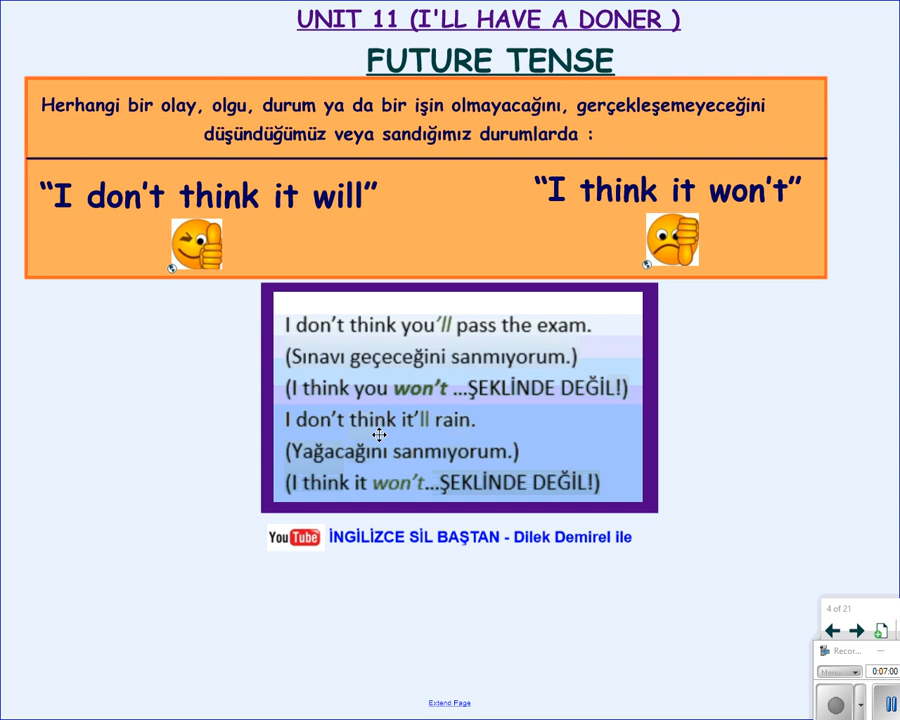 UNIT 11 (I'LL HAVE A DONER )
FUTURE TENSE
Herhangi bir olay, olgu, durum ya da bir işin olmayacağını, gerçekleşemeyeceğini
düşündüğümüz veya sandığımız durumlarda :
“I don't think it will”
“I think it won't”
I don't think you'll pass the exam.
(Sınavı geçeceğini sanmıyorum.)
(I think you won't ...ŞEKLİNDE DEĞİL!)
I don't think it'll rain.
(Yağacağını sanmıyorum.)
(I think it won't...ŞEKLİNDE DEĞİL!)
YouTube İNGİLİZCE SİL BAŞTAN - Dilek Demirel ile
4 of 21
Recor...
Menu
0:07:00
Extend Page